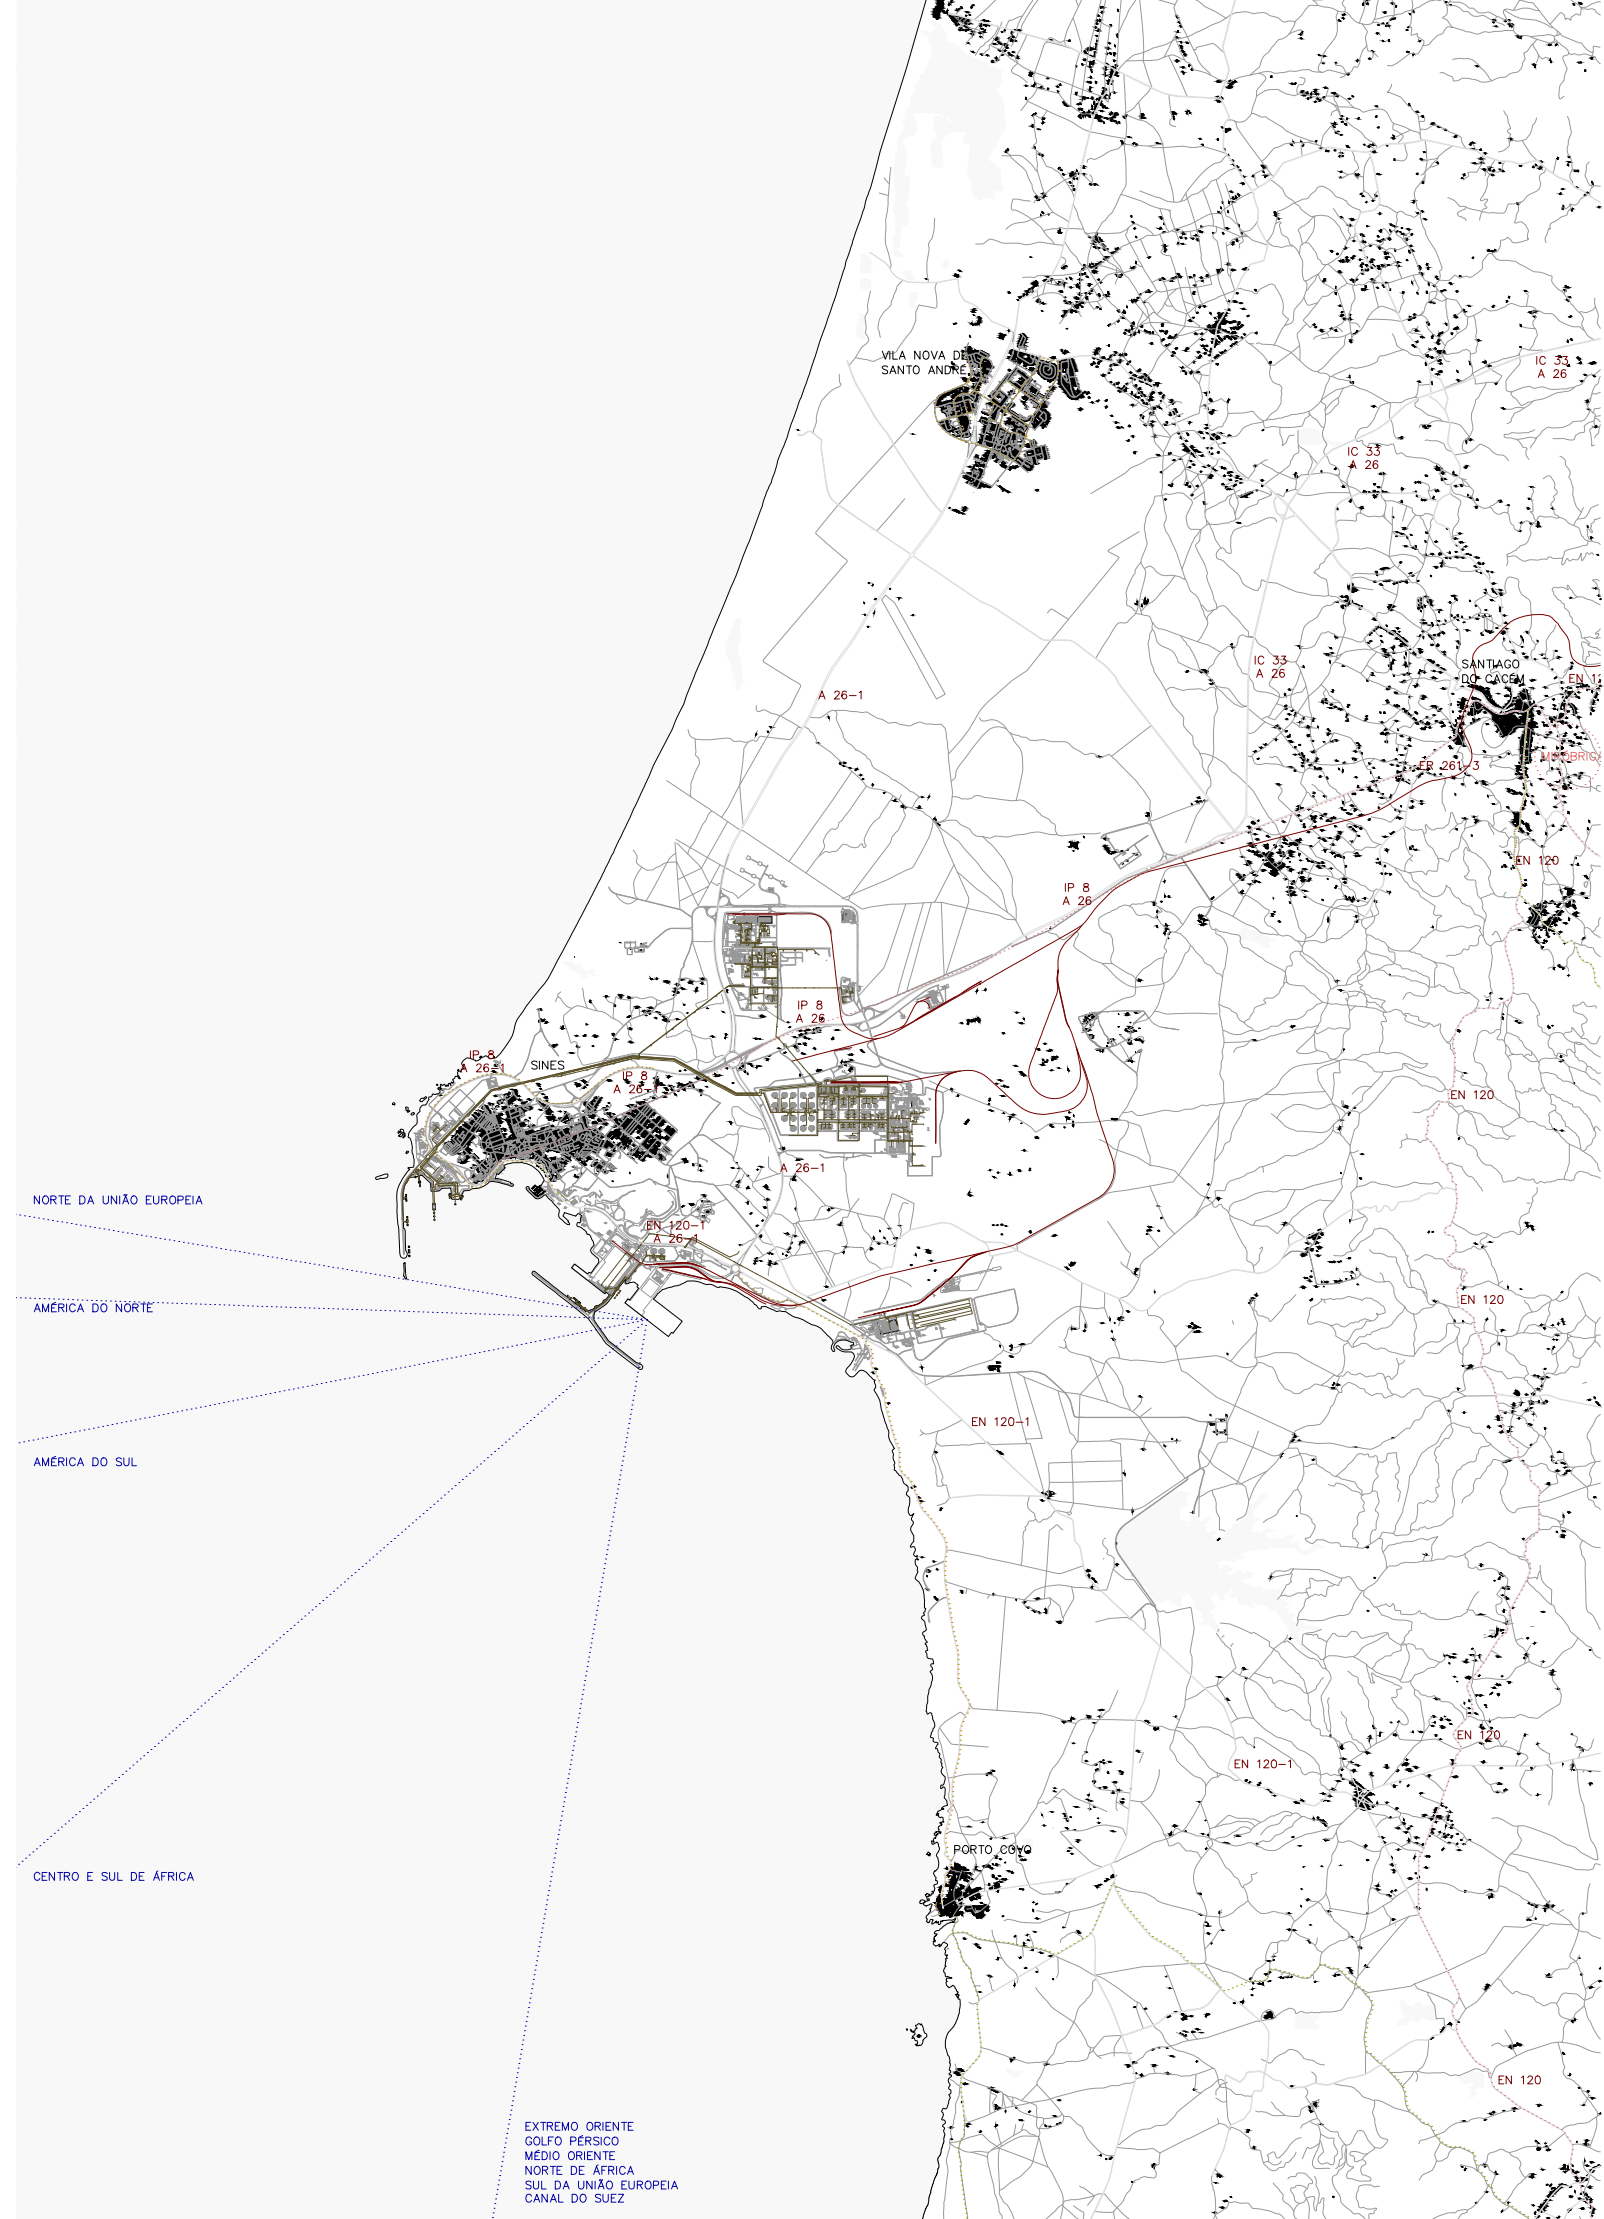 VILA NOVA DE
SANTO ANDRÉ
IC 33
A 26
IC 33
A 26
IC 33
A 26
SANTIAGO
DO CACÉM
A 26-1
ER 261-3
EN 120
IP 8
A 26
IP 8
A 26
IP 8
A 26-1
SINES
IP 8
A 26-1
EN 120
A 26-1
NORTE DA UNIÃO EUROPEIA
EN 120-1
A 26-1
AMÉRICA DO NORTE
EN 120
EN 120-1
AMÉRICA DO SUL
EN 120
EN 120-1
PORTO COVO
CENTRO E SUL DE ÁFRICA
EN 120
EXTREMO ORIENTE
GOLFO PÉRSICO
MÉDIO ORIENTE
NORTE DE ÁFRICA
SUL DA UNIÃO EUROPEIA
CANAL DO SUEZ